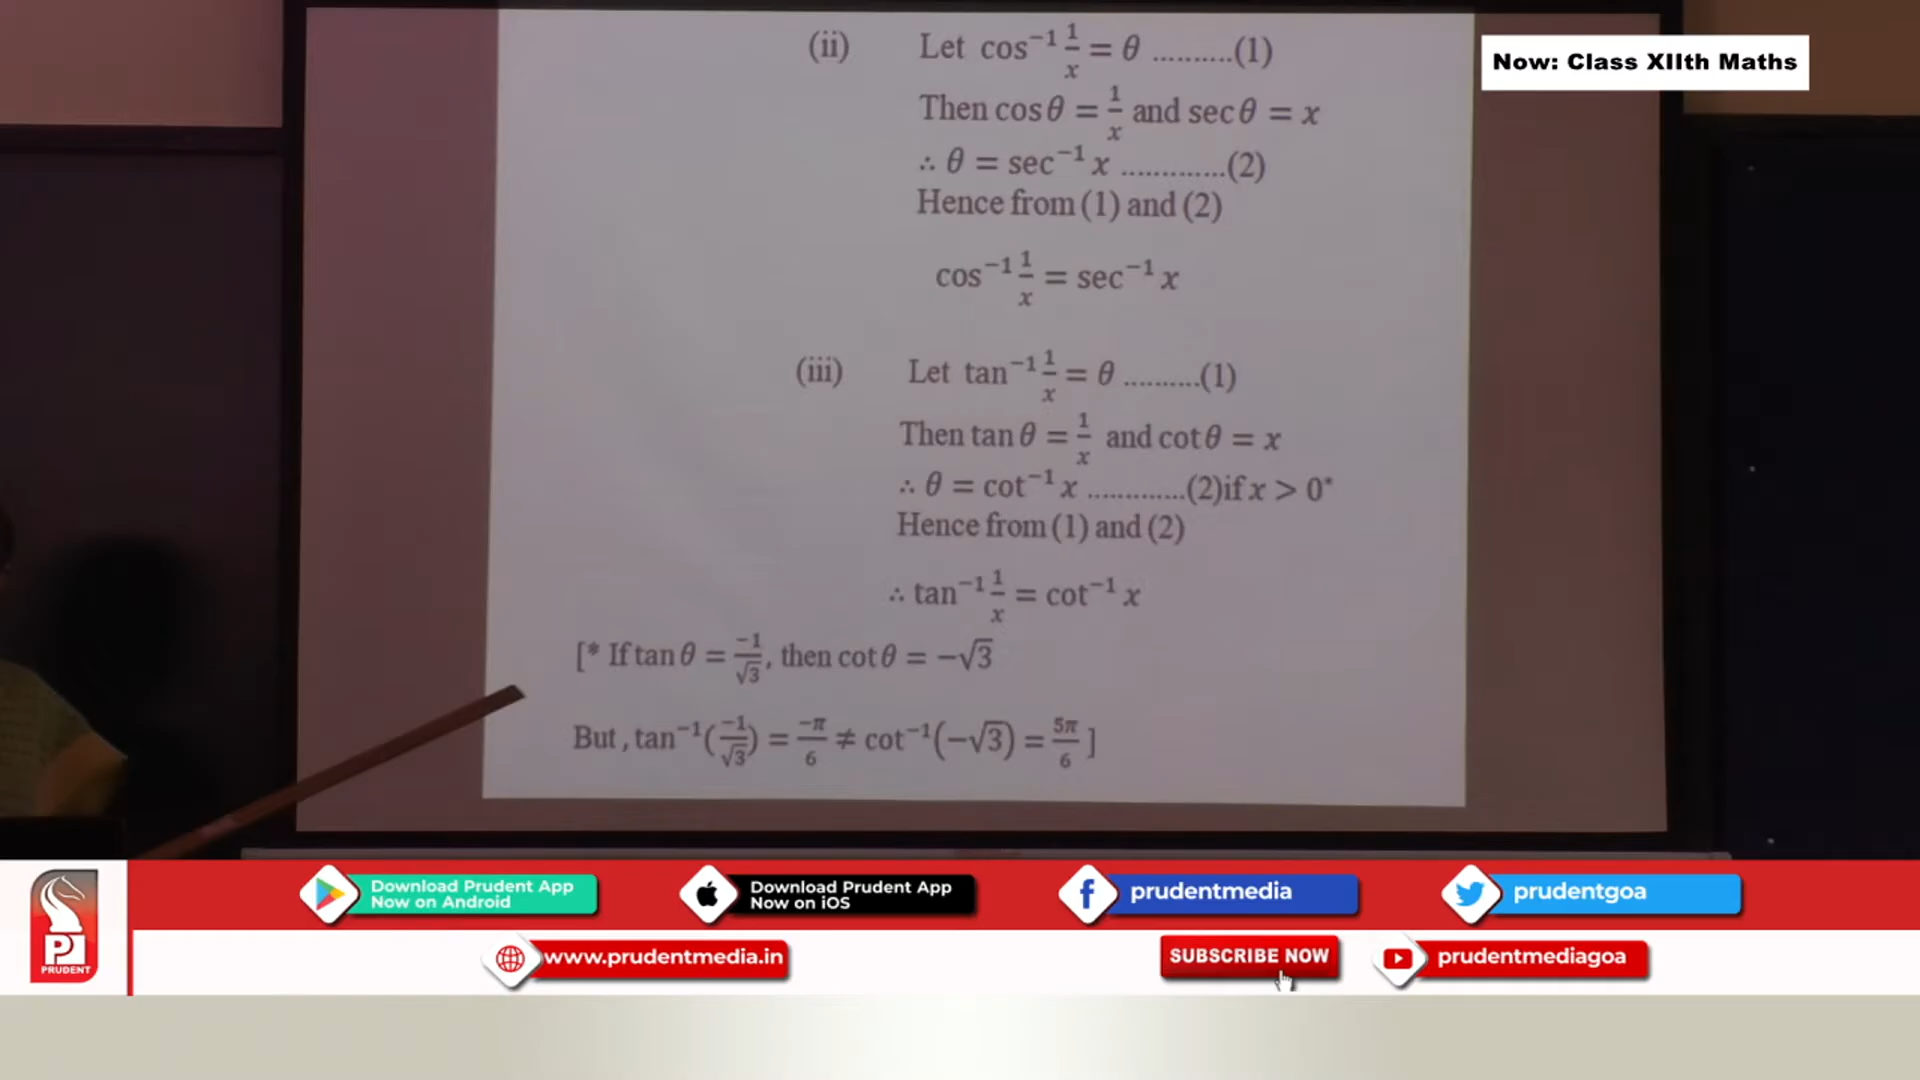 Now: Class XIIth Maths
(ii) Let cos⁻¹ 1/x = θ ..........(1)
Then cos θ = 1/x and sec θ = x
∴ θ = sec⁻¹ x .............(2)
Hence from (1) and (2)
cos⁻¹ 1/x = sec⁻¹ x
(iii) Let tan⁻¹ 1/x = θ ..........(1)
Then tan θ = 1/x and cot θ = x
∴ θ = cot⁻¹ x .............(2)if x > 0*
Hence from (1) and (2)
∴ tan⁻¹ 1/x = cot⁻¹ x
[* If tan θ = −1/√3, then cot θ = −√3
But, tan⁻¹(−1/√3) = −π/6 ≠ cot⁻¹(−√3) = 5π/6 ]
Download Prudent App
Now on Android
Download Prudent App
Now on iOS
prudentmedia
prudentgoa
PRUDENT
www.prudentmedia.in
SUBSCRIBE NOW
prudentmediagoa